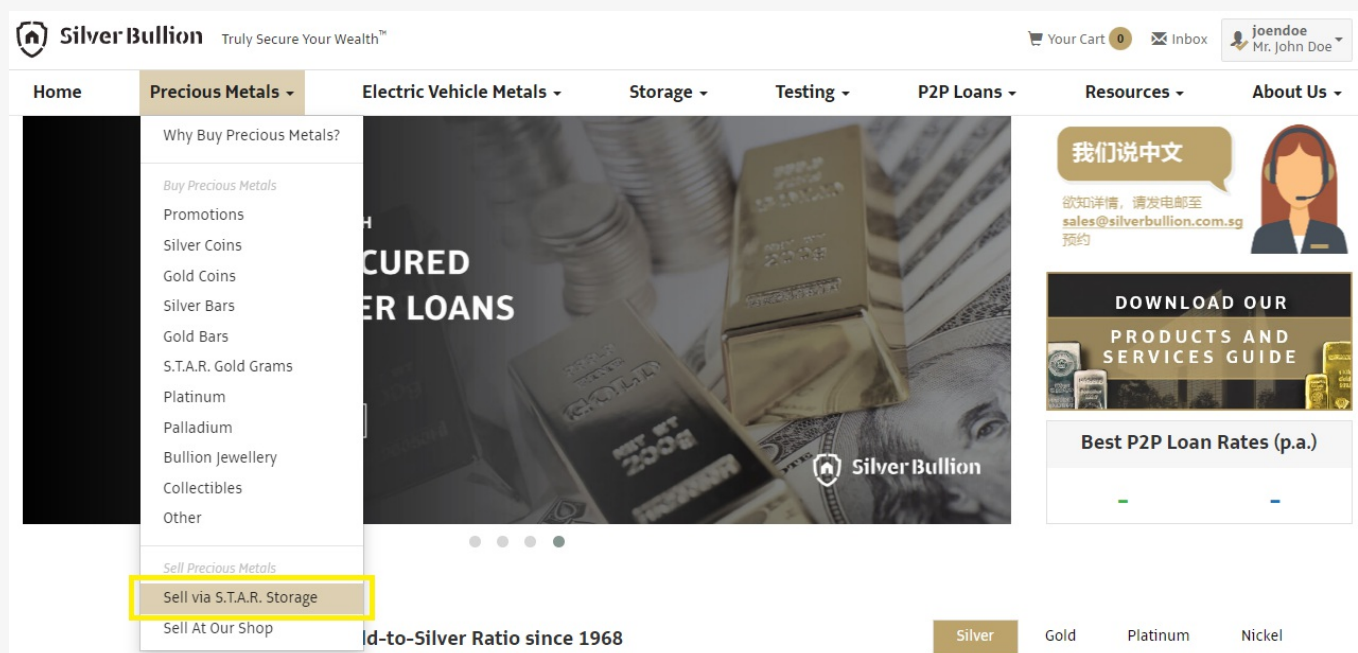 Silver Bullion Truly Secure Your Wealth™
Your Cart 0 Inbox joendoe
Mr. John Doe
Home Precious Metals Electric Vehicle Metals Storage Testing P2P Loans Resources About Us
Why Buy Precious Metals?
Buy Precious Metals
Promotions
Silver Coins
Gold Coins
Silver Bars
Gold Bars
S.T.A.R. Gold Grams
Platinum
Palladium
Bullion Jewellery
Collectibles
Other
Sell Precious Metals
Sell via S.T.A.R. Storage
Sell At Our Shop
H
CURED
ER LOANS
GOLD
NET WT
200g
Silver Bullion
我们说中文
欲知详情，请发电邮至
sales@silverbullion.com.sg
预约
DOWNLOAD OUR
PRODUCTS AND
SERVICES GUIDE
Best P2P Loan Rates (p.a.)
- -
ld-to-Silver Ratio since 1968
Silver Gold Platinum Nickel